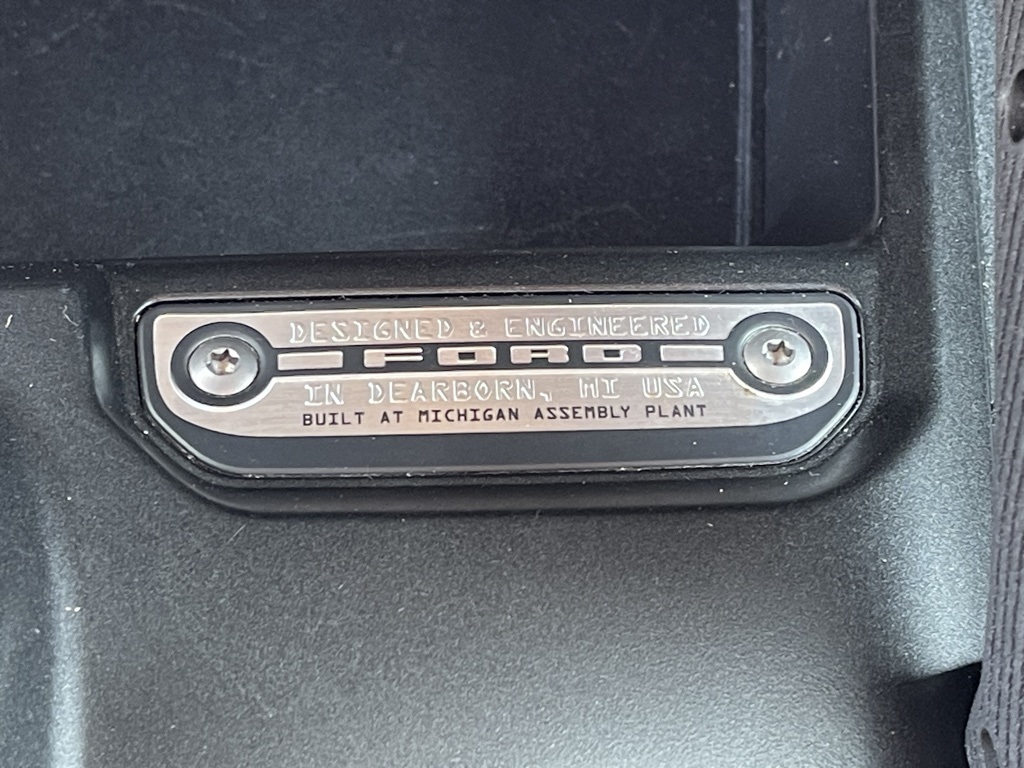 DESIGNED & ENGINEERED
FORD
IN DEARBORN, MI USA
BUILT AT MICHIGAN ASSEMBLY PLANT